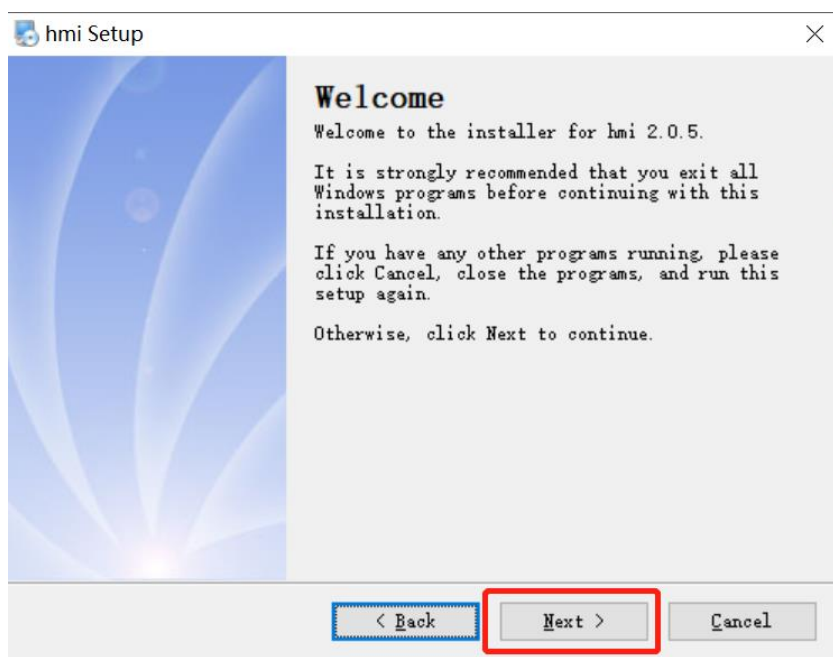 hmi Setup
Welcome
Welcome to the installer for hmi 2.0.5.
It is strongly recommended that you exit all
Windows programs before continuing with this
installation.
If you have any other programs running, please
click Cancel, close the programs, and run this
setup again.
Otherwise, click Next to continue.
< Back
Next >
Cancel